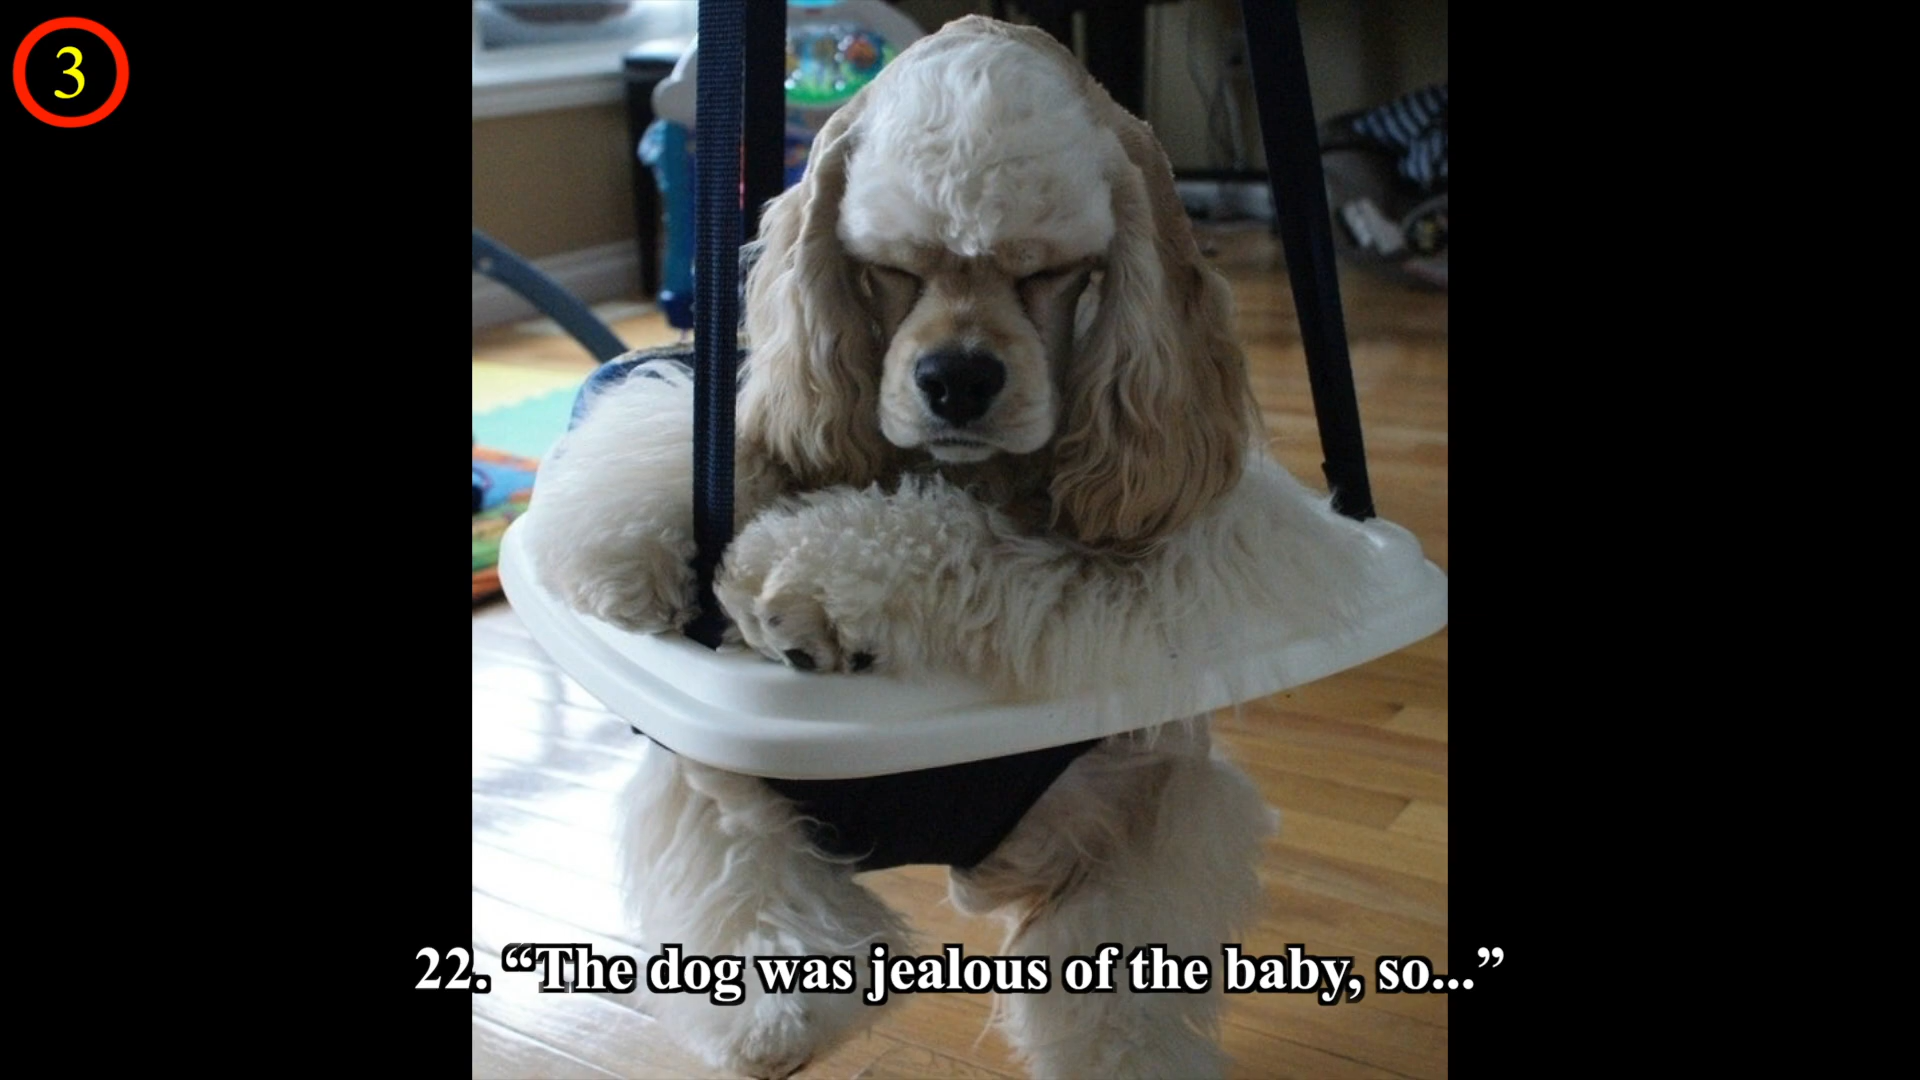 3
22. “The dog was jealous of the baby, so...”